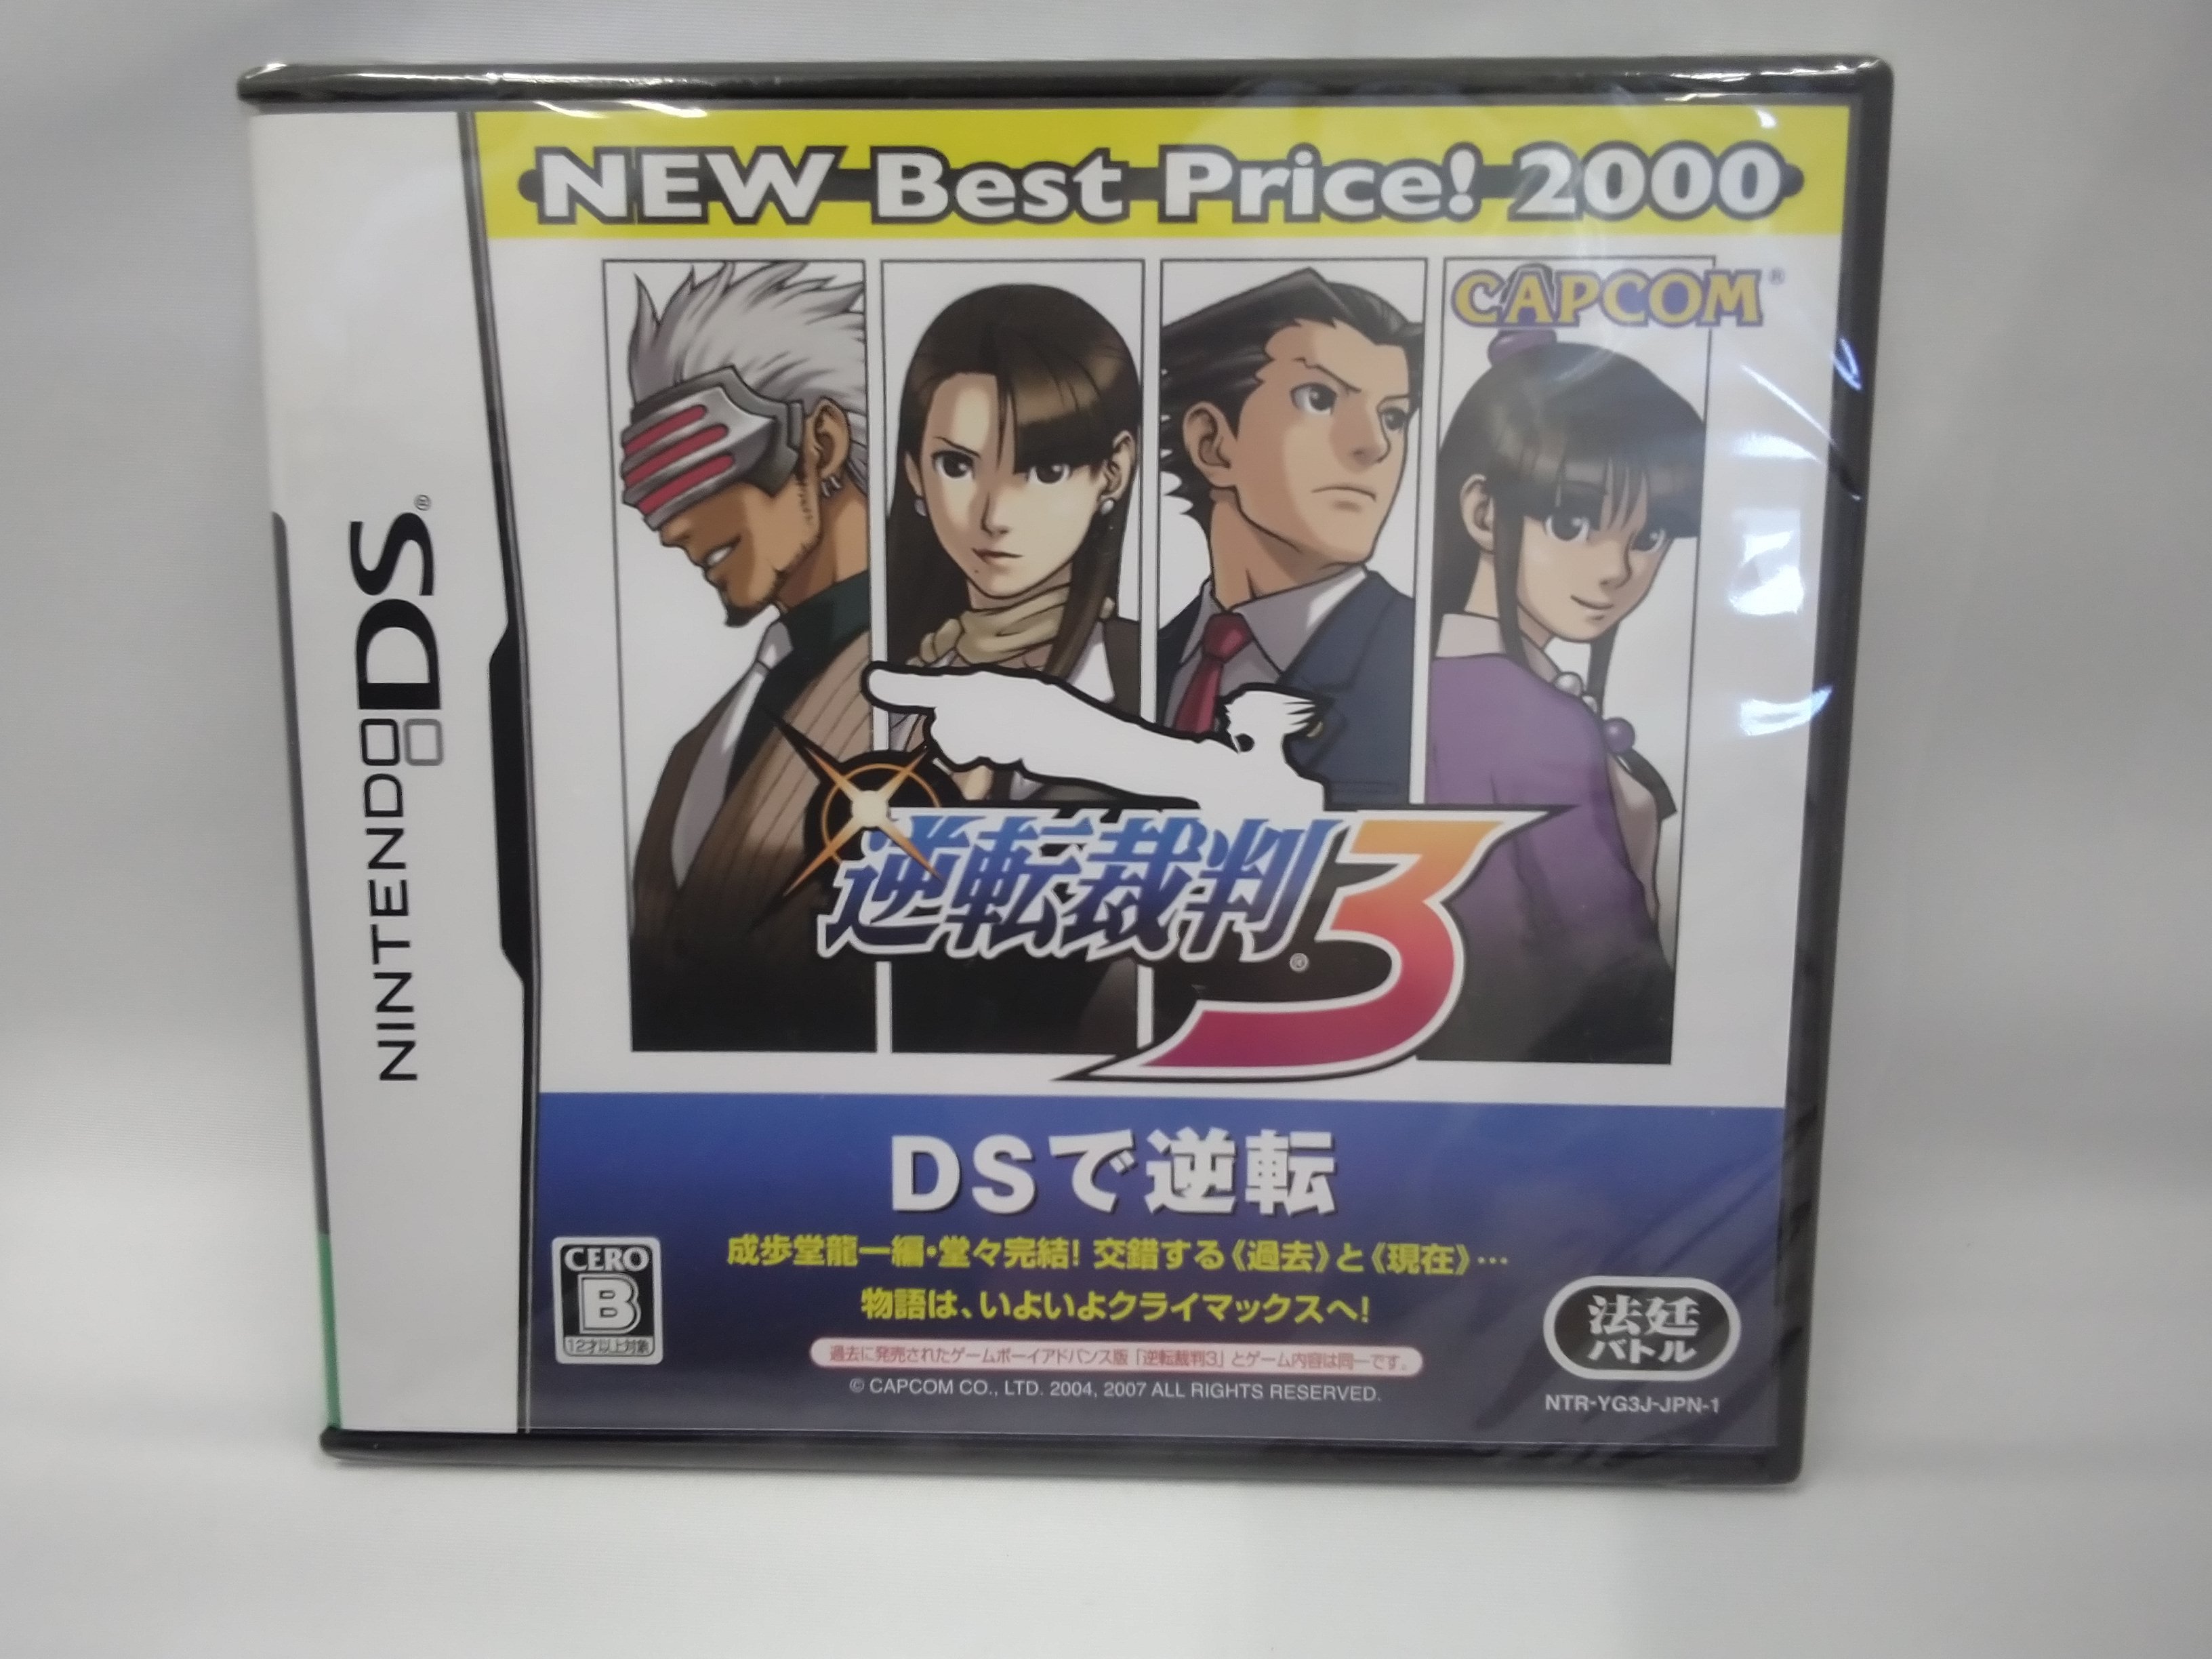 NEW Best Price! 2000
CAPCOM®
NINTENDO DS®
逆転裁判3
®
DSで逆転
成歩堂龍一編・堂々完結! 交錯する《過去》と《現在》…
物語は、いよいよクライマックスへ!
過去に発売されたゲームボーイアドバンス版「逆転裁判3」とゲーム内容は同一です。
© CAPCOM CO., LTD. 2004, 2007 ALL RIGHTS RESERVED.
CERO
B
12才以上対象
法廷
バトル
NTR-YG3J-JPN-1